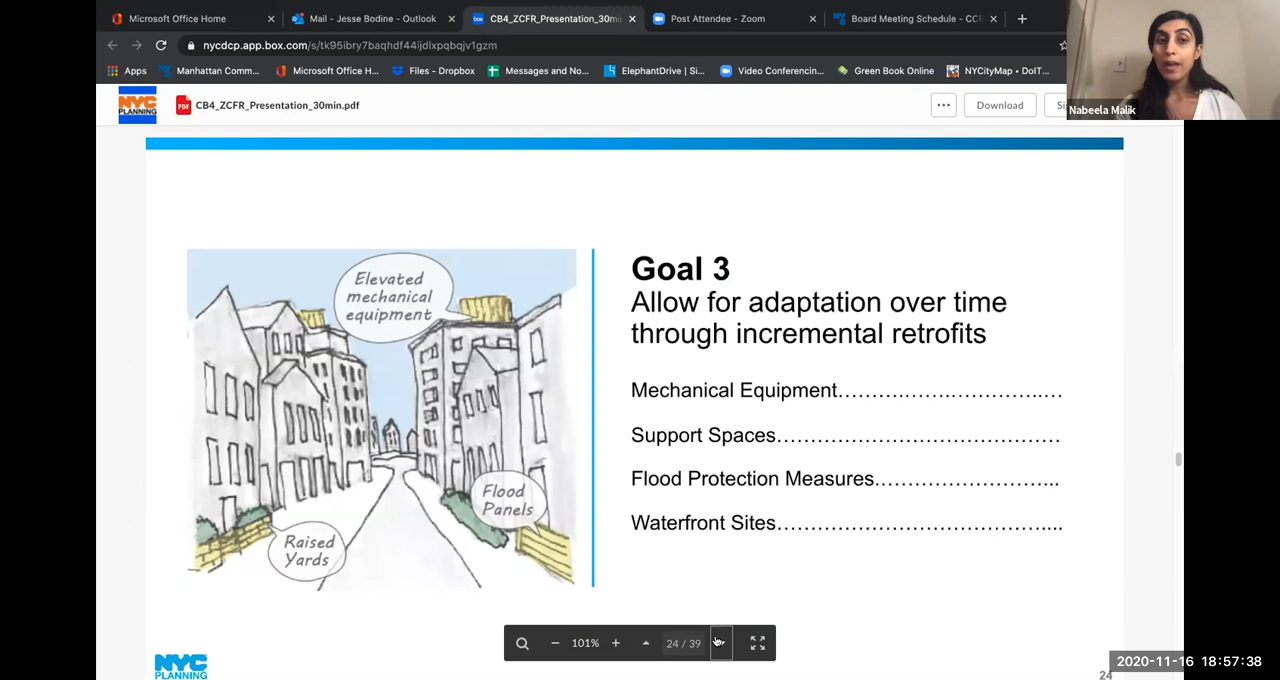 Microsoft Office Home
Mail - Jesse Bodine - Outlook
CB4_ZCFR_Presentation_30mi
Post Attendee - Zoom
Board Meeting Schedule - CC
nycdcp.app.box.com/s/tk95ibry7baqhdf44ijdlxpqbqjv1gzm
Apps
Manhattan Comm...
Microsoft Office H...
Files - Dropbox
Messages and No...
ElephantDrive | Si...
Video Conferencin...
Green Book Online
NYCityMap • DoIT...
NYC
PLANNING
PDF
CB4_ZCFR_Presentation_30min.pdf
Download
Nabeela Malik
Elevated
mechanical
equipment
Flood
Panels
Raised
Yards
Goal 3
Allow for adaptation over time
through incremental retrofits
Mechanical Equipment……………………………
Support Spaces……………………………………
Flood Protection Measures……………………...
Waterfront Sites…………………………………....
101%
24 / 39
NYC
PLANNING
24
2020-11-16 18:57:38